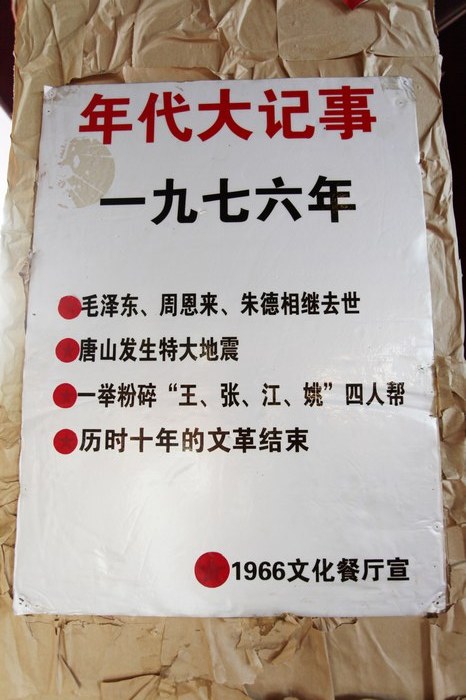 年代大记事
一九七六年
毛泽东、周恩来、朱德相继去世
唐山发生特大地震
一举粉碎“王、张、江、姚”四人帮
历时十年的文革结束
1966文化餐厅宣